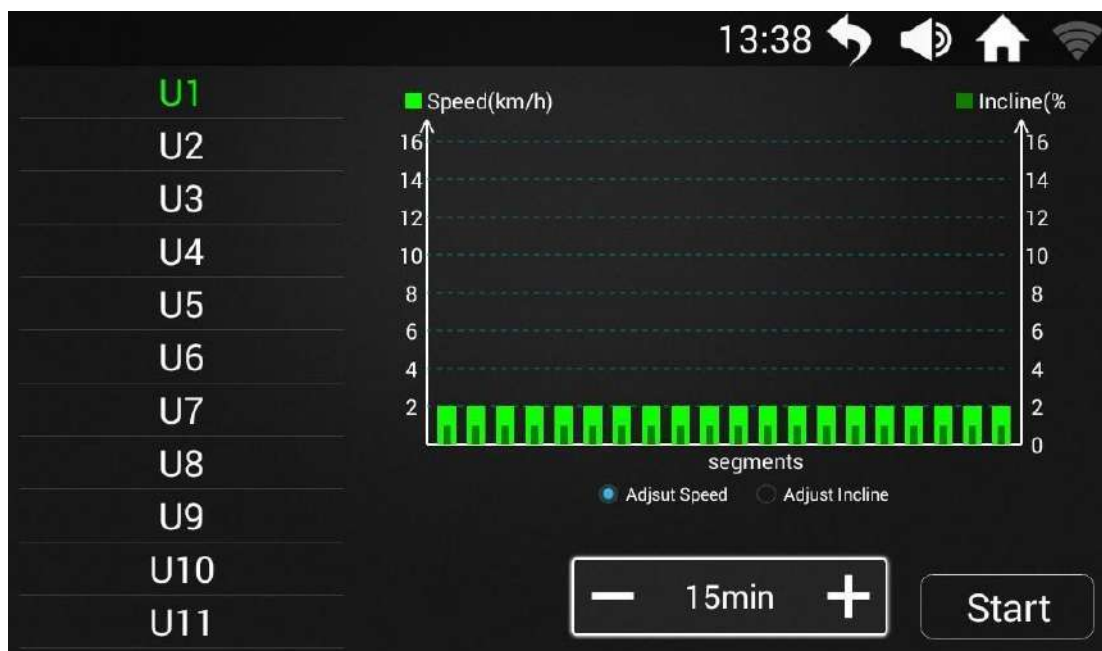 13:38
U1
U2
U3
U4
U5
U6
U7
U8
U9
U10
U11
Speed(km/h)
Incline(%
16
14
12
10
8
6
4
2
16
14
12
10
8
6
4
2
0
segments
Adjsut Speed
Adjust Incline
15min
Start